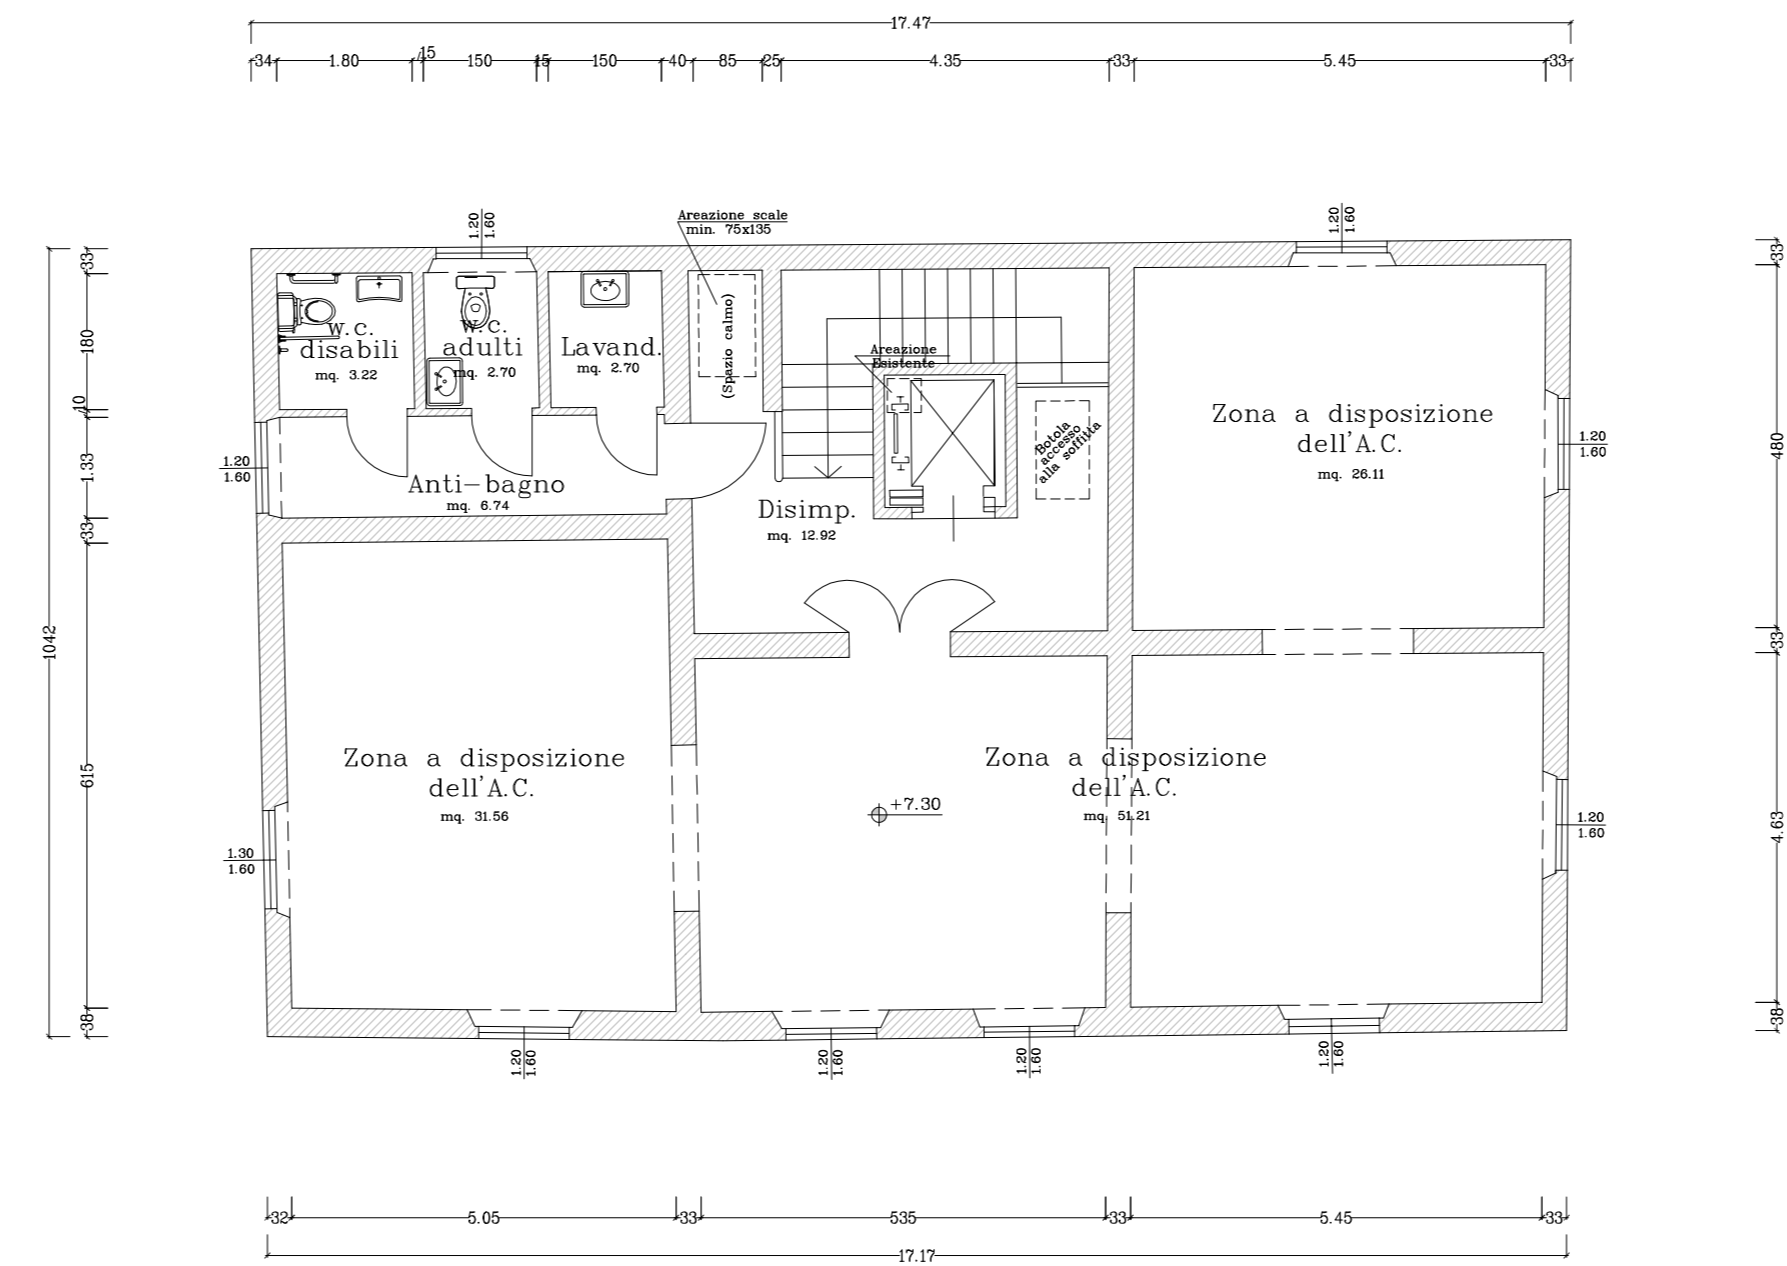 17.47
34 1.80 15 150 15 150 40 85 25 4.35 33 5.45 33
Areazione scale
min. 75x135
1.20
1.60
1.20
1.60
1042
33
180
10
1.33
33
615
38
33
480
33
4.63
38
W.C.
disabili
mq. 3.22
W.C.
adulti
mq. 2.70
Lavand.
mq. 2.70
(Spazio calmo)
Areazione
Esistente
Botola
accesso
alla soffitta
Zona a disposizione
dell'A.C.
mq. 26.11
1.20
1.60
1.20
1.60
Anti-bagno
mq. 6.74
Disimp.
mq. 12.92
Zona a disposizione
dell'A.C.
mq. 31.56
Zona a disposizione
dell'A.C.
mq. 51.21
+7.30
1.30
1.60
1.20
1.60
1.20
1.60
1.20
1.60
1.20
1.60
1.20
1.60
32 5.05 33 535 33 5.45 33
17.17